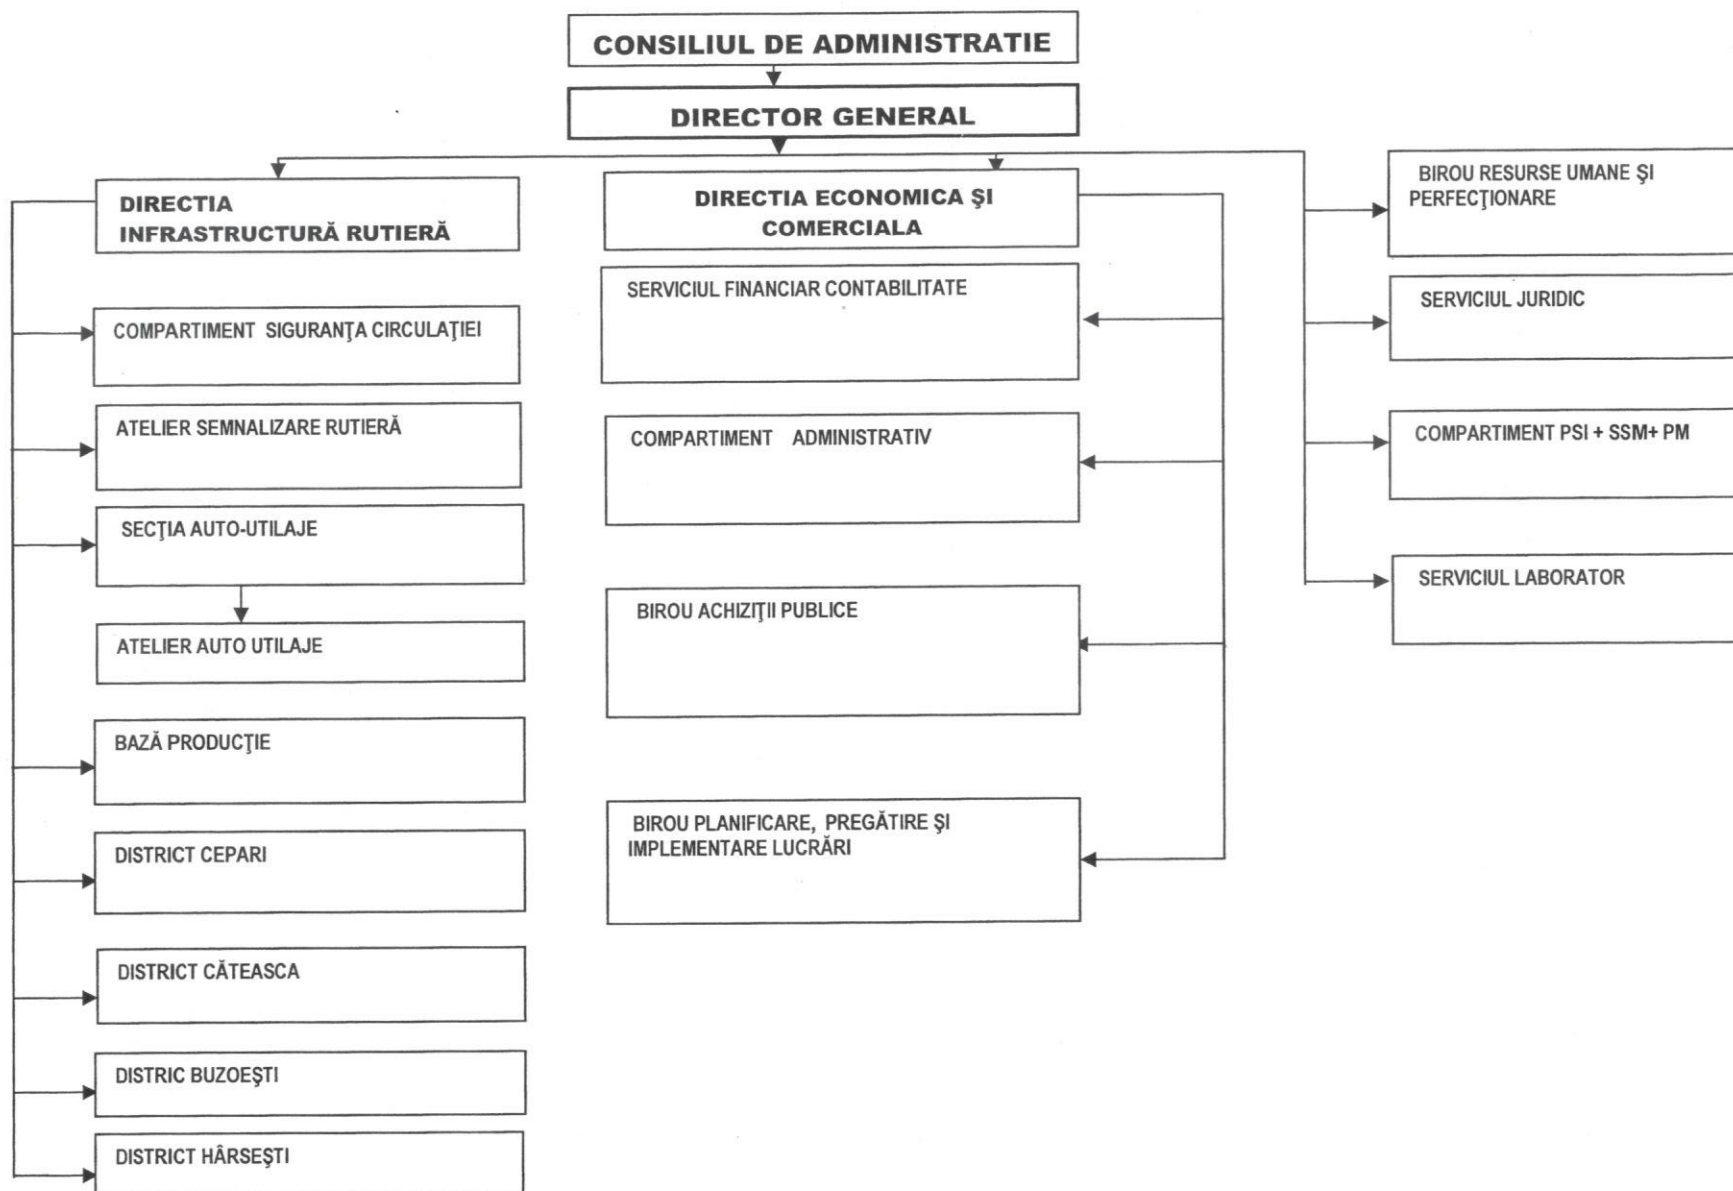 CONSILIUL DE ADMINISTRATIE
DIRECTOR GENERAL
DIRECTIA
INFRASTRUCTURĂ RUTIERĂ
COMPARTIMENT SIGURANŢA CIRCULAŢIEI
ATELIER SEMNALIZARE RUTIERĂ
SECŢIA AUTO-UTILAJE
ATELIER AUTO UTILAJE
BAZĂ PRODUCŢIE
DISTRICT CEPARI
DISTRICT CĂTEASCA
DISTRIC BUZOEŞTI
DISTRICT HÂRSEŞTI
DIRECTIA ECONOMICA ŞI
COMERCIALA
SERVICIUL FINANCIAR CONTABILITATE
COMPARTIMENT ADMINISTRATIV
BIROU ACHIZIŢII PUBLICE
BIROU PLANIFICARE, PREGĂTIRE ŞI
IMPLEMENTARE LUCRĂRI
BIROU RESURSE UMANE ŞI
PERFECŢIONARE
SERVICIUL JURIDIC
COMPARTIMENT PSI + SSM+ PM
SERVICIUL LABORATOR